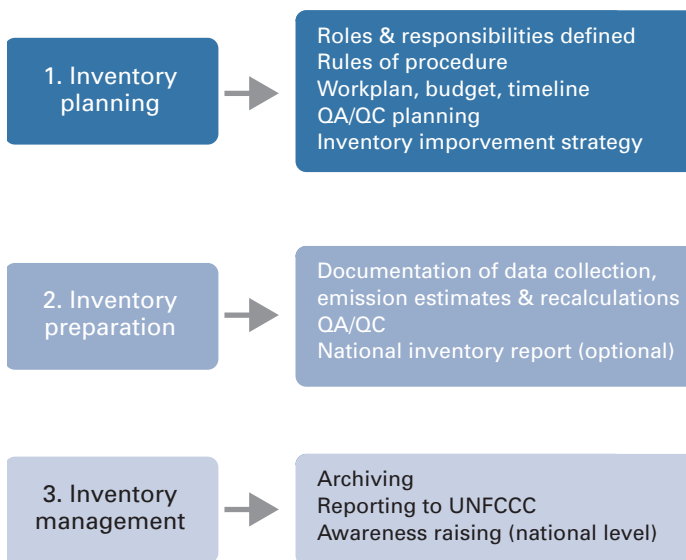 1. Inventory
planning
Roles & responsibilities defined
Rules of procedure
Workplan, budget, timeline
QA/QC planning
Inventory imporvement strategy
2. Inventory
preparation
Documentation of data collection,
emission estimates & recalculations
QA/QC
National inventory report (optional)
3. Inventory
management
Archiving
Reporting to UNFCCC
Awareness raising (national level)